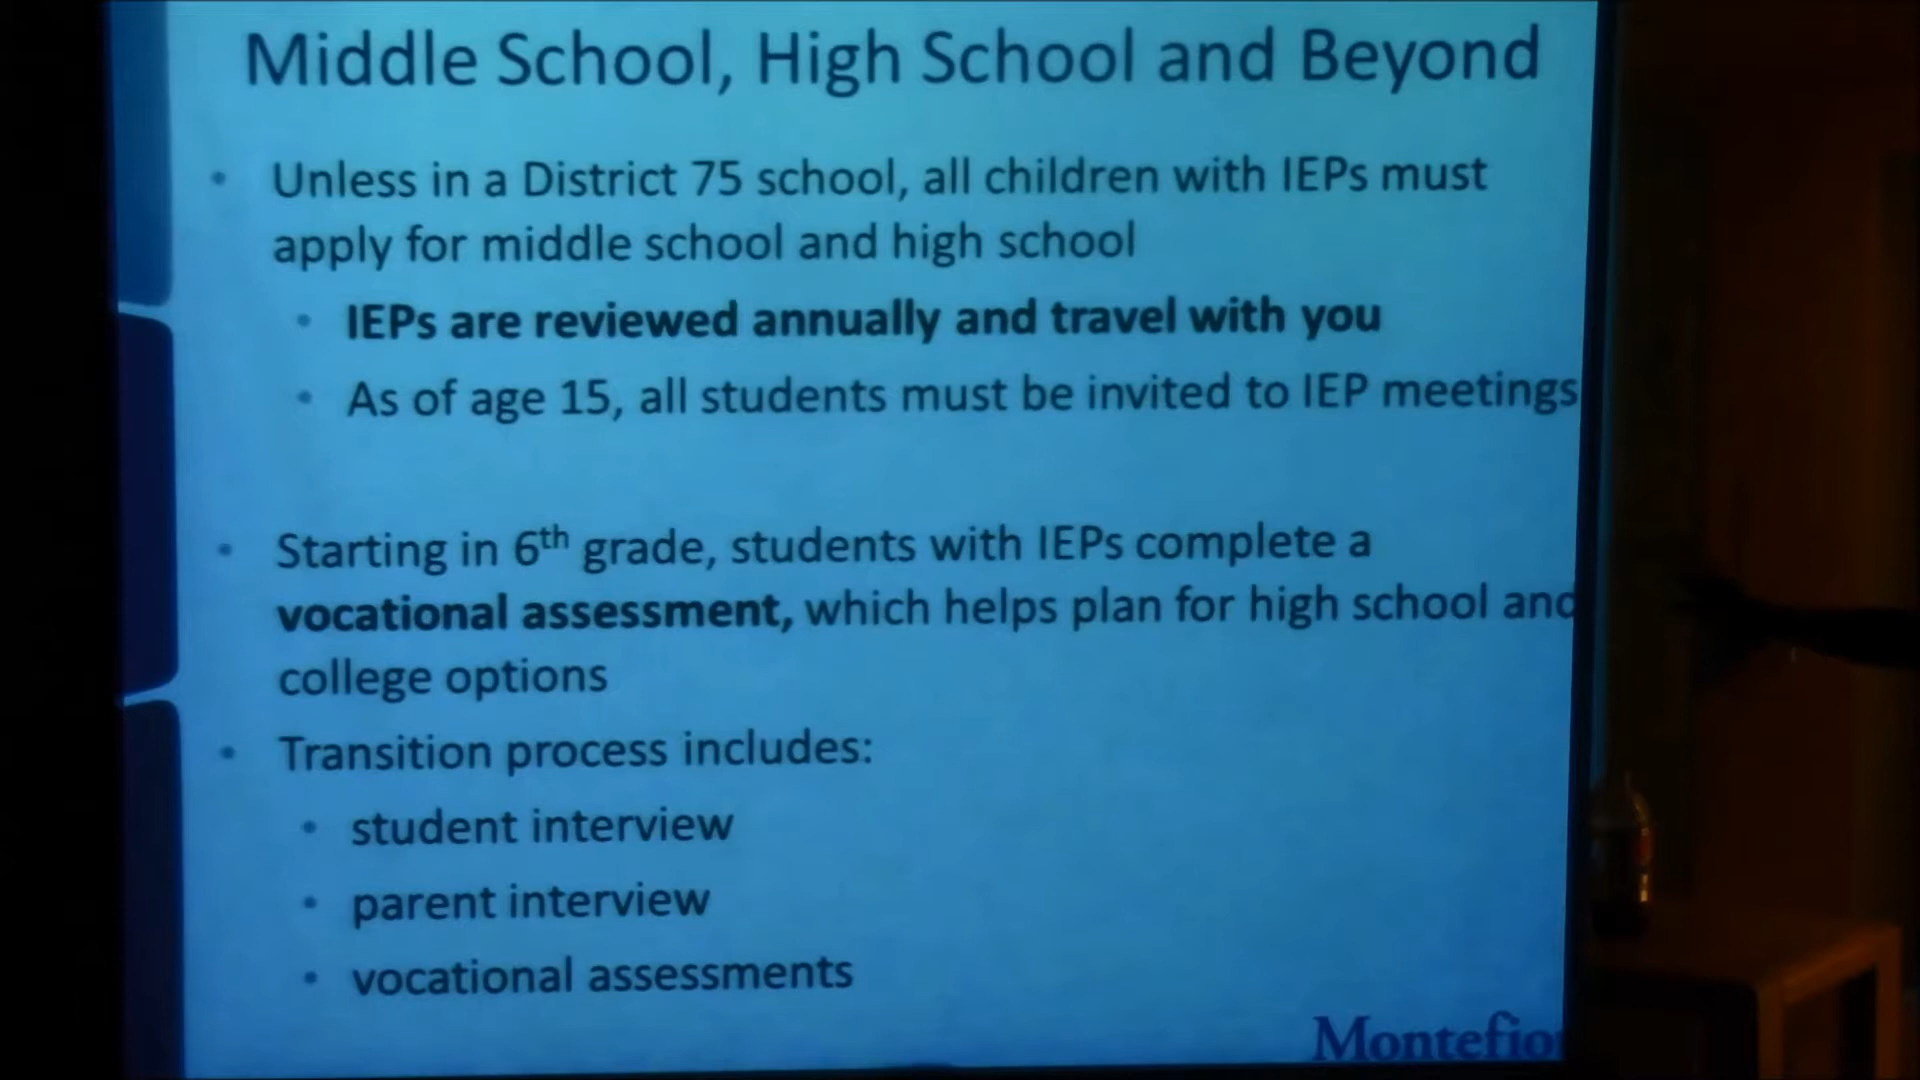 Middle School, High School and Beyond
• Unless in a District 75 school, all children with IEPs must
apply for middle school and high school
• IEPs are reviewed annually and travel with you
• As of age 15, all students must be invited to IEP meetings
• Starting in 6th grade, students with IEPs complete a
vocational assessment, which helps plan for high school and
college options
• Transition process includes:
• student interview
• parent interview
• vocational assessments
Montefio